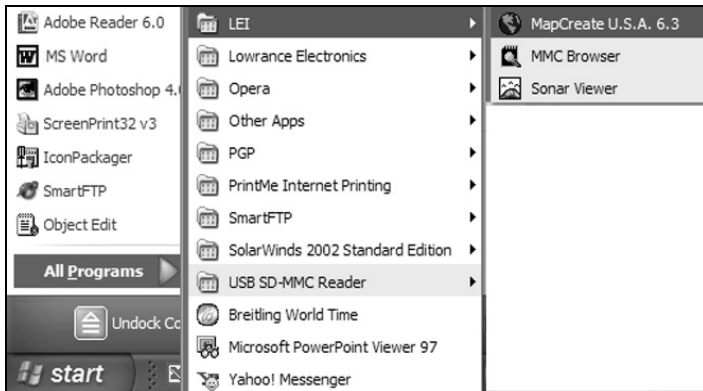 Adobe Reader 6.0
MS Word
Adobe Photoshop 4.
ScreenPrint32 v3
IconPackager
SmartFTP
Object Edit
All Programs
Undock Co
start
LEI
Lowrance Electronics
Opera
Other Apps
PGP
PrintMe Internet Printing
SmartFTP
SolarWinds 2002 Standard Edition
USB SD-MMC Reader
Breitling World Time
Microsoft PowerPoint Viewer 97
Yahoo! Messenger
MapCreate U.S.A. 6.3
MMC Browser
Sonar Viewer